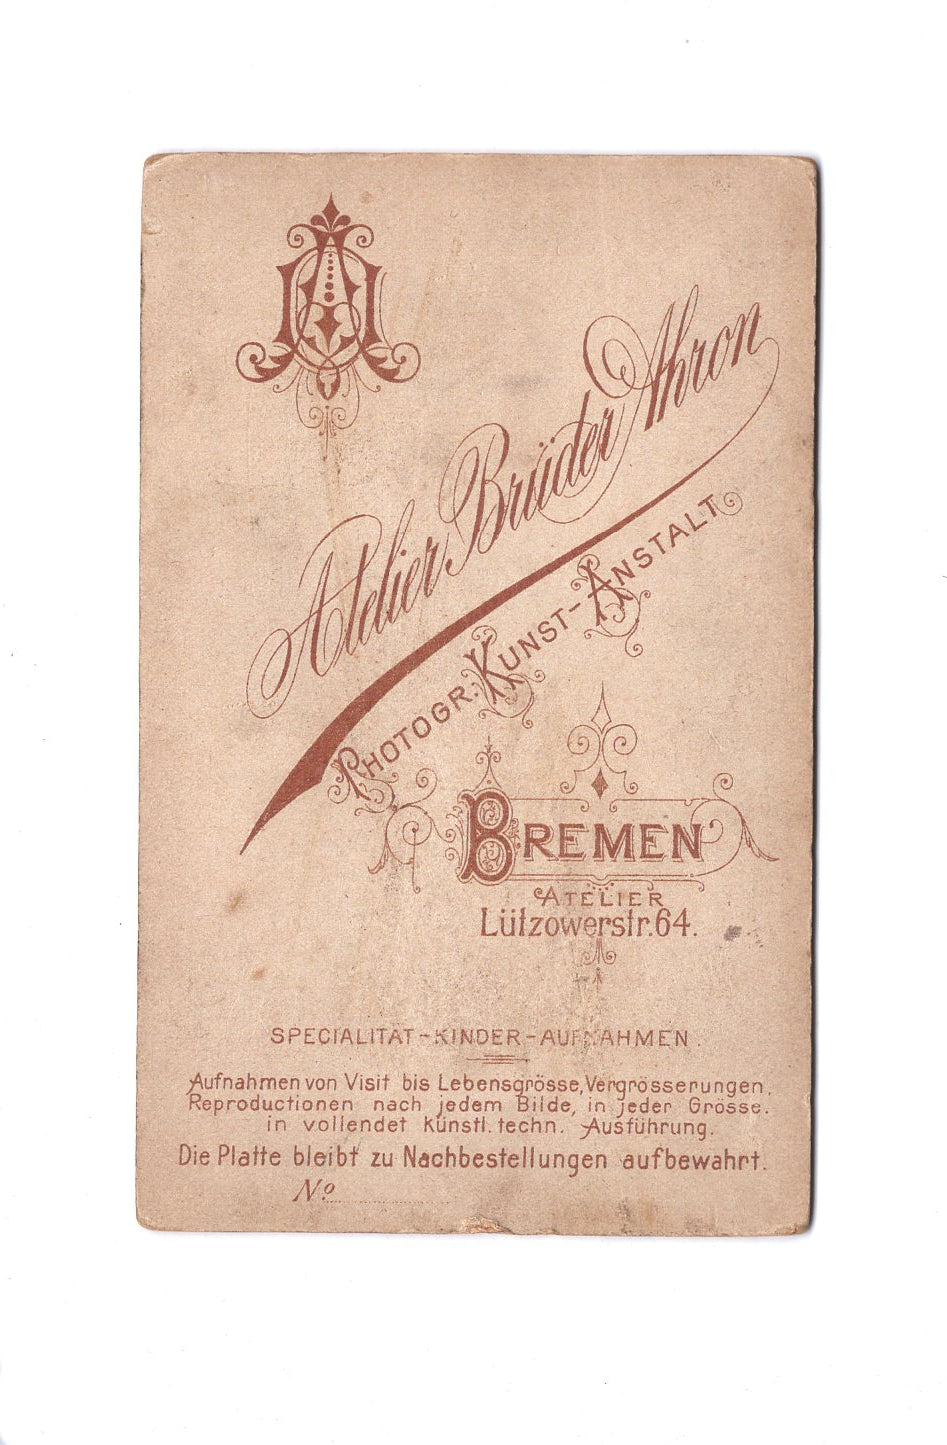 Atelier Brüder Ahron
Photogr. Kunst-Anstalt
Bremen
Atelier
Lützowerstr. 64.
SPECIALITÄT-KINDER-AUFNAHMEN.
Aufnahmen von Visit bis Lebensgrösse, Vergrösserungen,
Reproductionen nach jedem Bilde, in jeder Grösse.
in vollendet Künstl. techn. Ausführung.
Die Platte bleibt zu Nachbestellungen aufbewahrt.
No